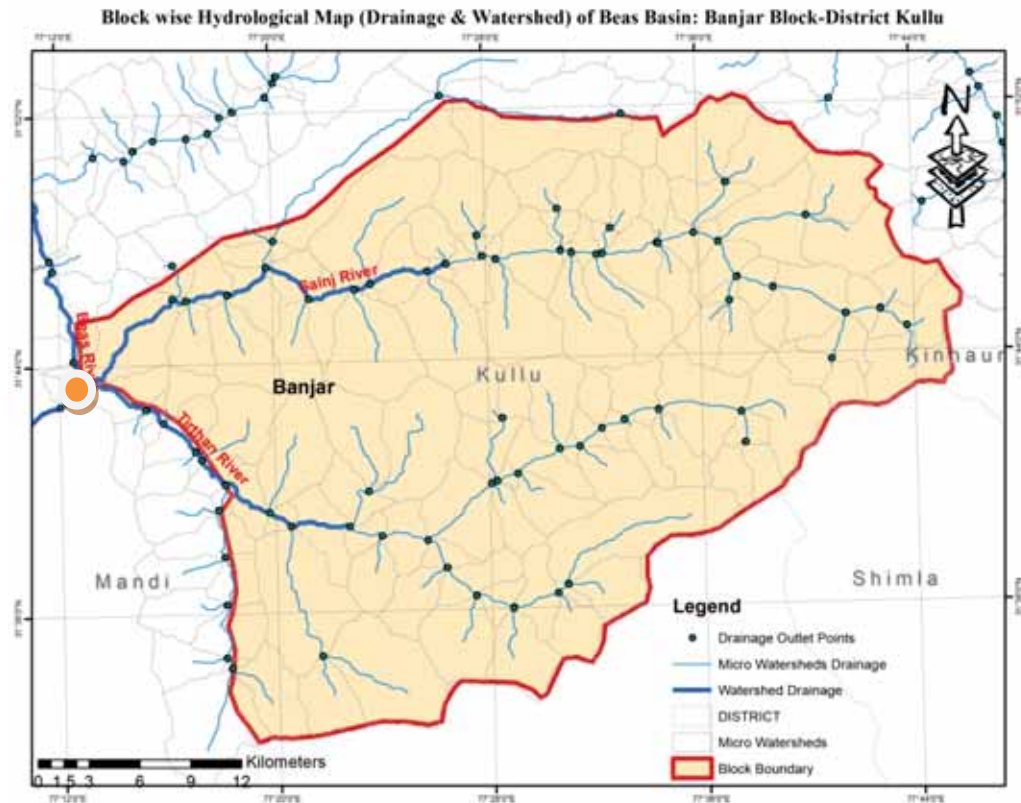 Block wise Hydrological Map (Drainage & Watershed) of Beas Basin: Banjar Block-District Kullu
N
Sainj River
Beas Riv
Kinnaur
Kullu
Banjar
Tirthan River
Mandi
Shimla
Legend
Drainage Outlet Points
Micro Watersheds Drainage
Watershed Drainage
DISTRICT
Micro Watersheds
Block Boundary
Kilometers
0 1.5 3 6 9 12